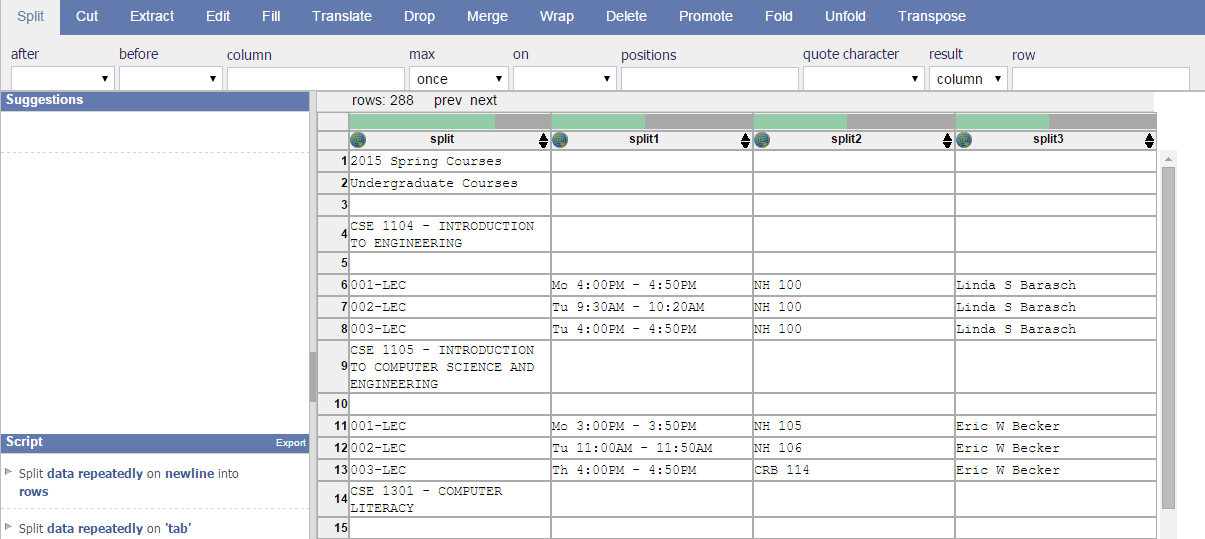 Split Cut Extract Edit Fill Translate Drop Merge Wrap Delete Promote Fold Unfold Transpose
after before column max on positions quote character result row
once column
Suggestions
rows: 288 prev next
split split1 split2 split3
1 2015 Spring Courses
2 Undergraduate Courses
3
4 CSE 1104 - INTRODUCTION
TO ENGINEERING
5
6 001-LEC Mo 4:00PM - 4:50PM NH 100 Linda S Barasch
7 002-LEC Tu 9:30AM - 10:20AM NH 100 Linda S Barasch
8 003-LEC Tu 4:00PM - 4:50PM NH 100 Linda S Barasch
9 CSE 1105 - INTRODUCTION
TO COMPUTER SCIENCE AND
ENGINEERING
10
11 001-LEC Mo 3:00PM - 3:50PM NH 105 Eric W Becker
12 002-LEC Tu 11:00AM - 11:50AM NH 106 Eric W Becker
13 003-LEC Th 4:00PM - 4:50PM CRB 114 Eric W Becker
14 CSE 1301 - COMPUTER
LITERACY
15
Script Export
Split data repeatedly on newline into
rows
Split data repeatedly on 'tab'